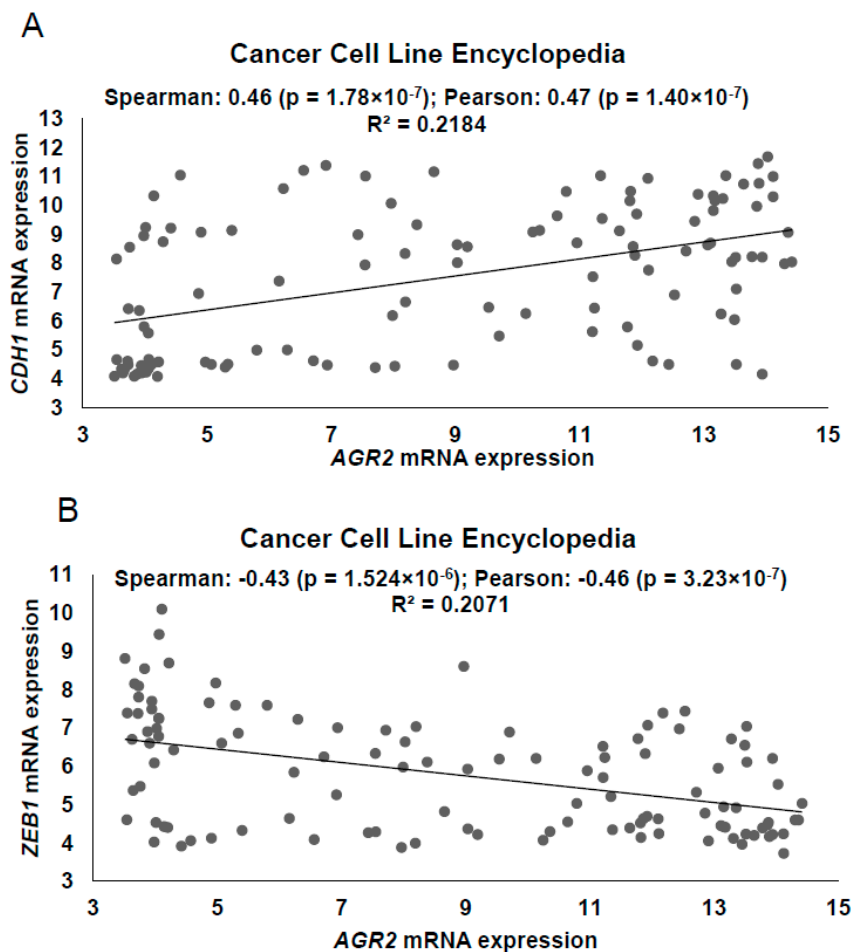 A
Cancer Cell Line Encyclopedia
Spearman: 0.46 (p = 1.78×10⁻⁷); Pearson: 0.47 (p = 1.40×10⁻⁷)
R² = 0.2184
CDH1 mRNA expression
13
12
11
10
9
8
7
6
5
4
3
3 5 7 9 11 13 15
AGR2 mRNA expression
B
Cancer Cell Line Encyclopedia
Spearman: -0.43 (p = 1.524×10⁻⁶); Pearson: -0.46 (p = 3.23×10⁻⁷)
R² = 0.2071
ZEB1 mRNA expression
11
10
9
8
7
6
5
4
3
3 5 7 9 11 13 15
AGR2 mRNA expression